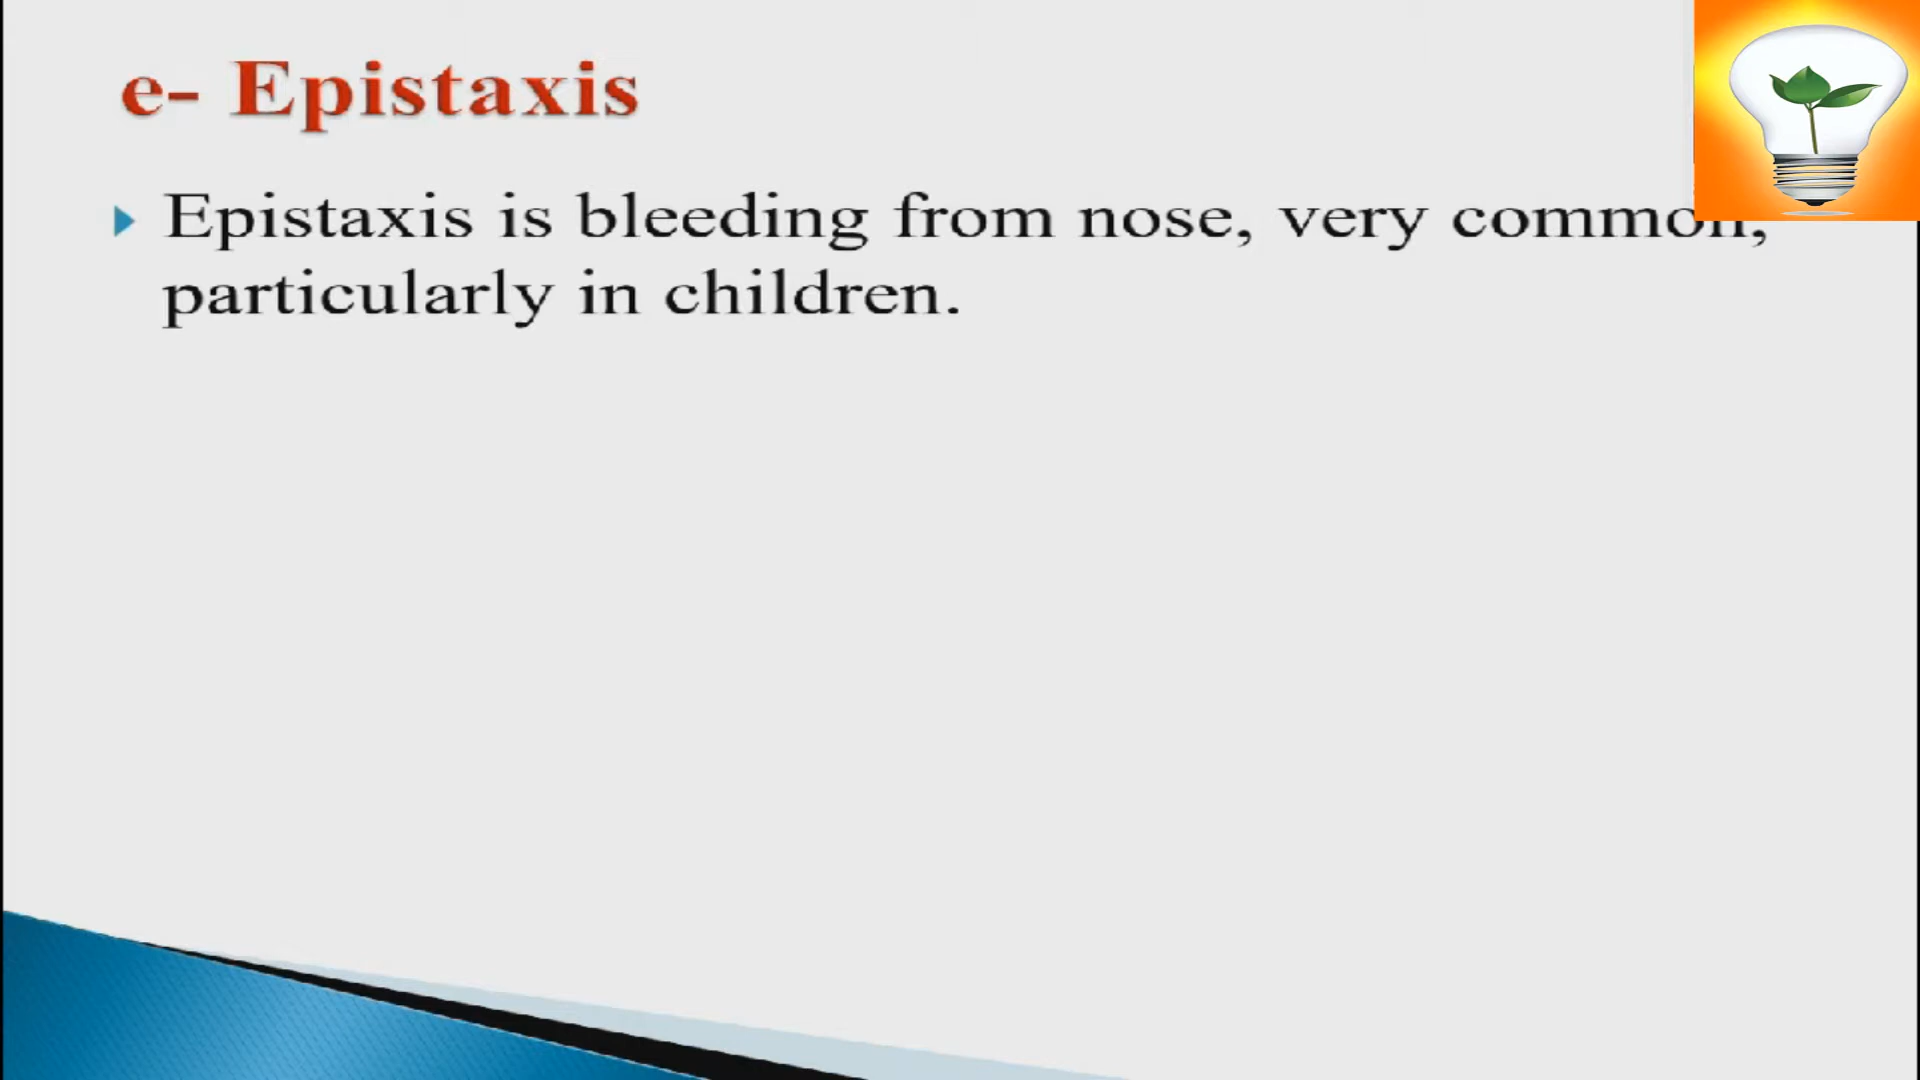 e- Epistaxis
Epistaxis is bleeding from nose, very common,
particularly in children.